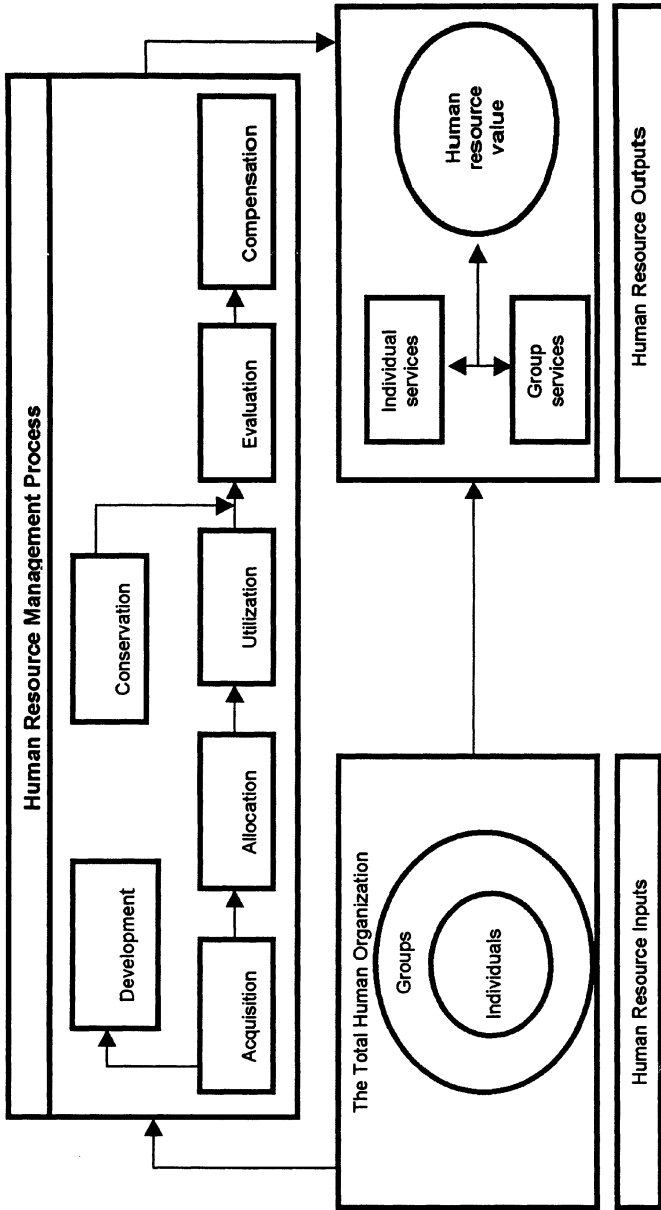 Human Resource Management Process
Development
Conservation
Acquisition
Allocation
Utilization
Evaluation
Compensation
The Total Human Organization
Groups
Individuals
Human Resource Inputs
Individual
services
Group
services
Human
resource
value
Human Resource Outputs